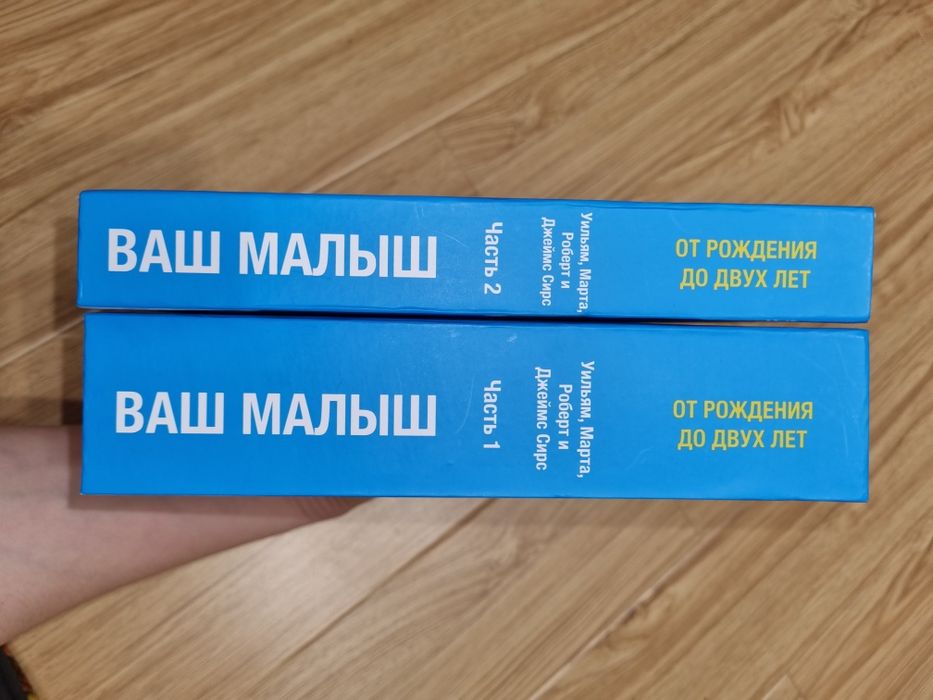 ВАШ МАЛЫШ
Часть 2
Уильям, Марта,
Роберт и
Джеймс Сирс
ОТ РОЖДЕНИЯ
ДО ДВУХ ЛЕТ
ВАШ МАЛЫШ
Часть 1
Уильям, Марта,
Роберт и
Джеймс Сирс
ОТ РОЖДЕНИЯ
ДО ДВУХ ЛЕТ